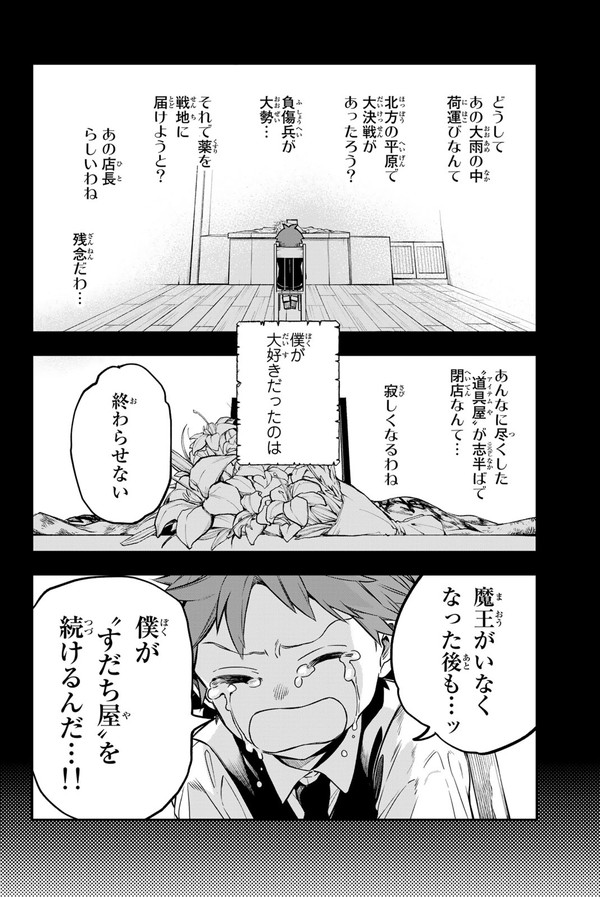 どうして
あの大雨の中
荷運びなんて
北方の平原で
大決戦が
あったろう？
負傷兵が
大勢…
それで薬を
戦地に
届けようと？
あの店長
らしいわね
残念だわ…
僕が
大好きだったのは
あんなに尽くした
〝道具屋〟が志半ばで
閉店なんて…
寂しくなるわね
終わらせない
魔王がいなく
なった後も…ッ
僕が
〝すだち屋〟を
続けるんだ…!!